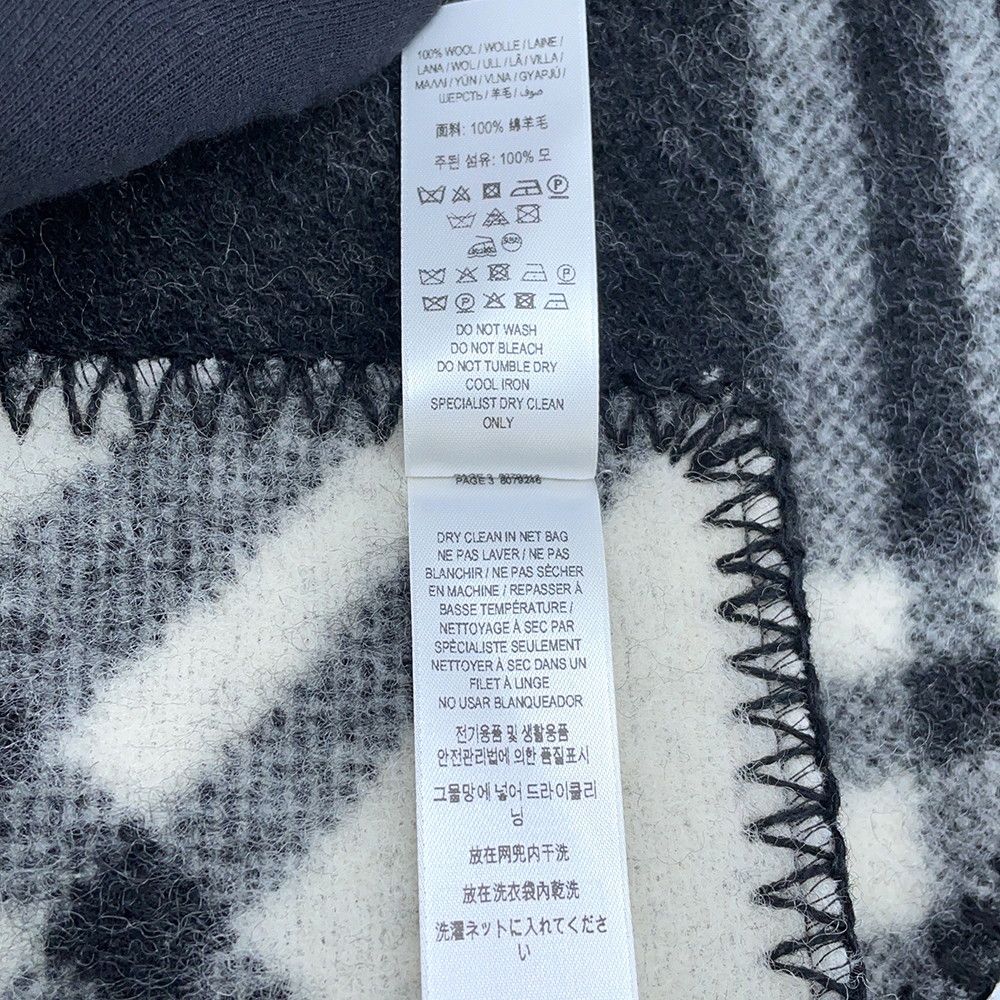 100% WOOL / WOLLE / LAINE /
LANA / WOL / ULL / LÃ / VILLA /
ΜΑΛΛΙ / YÜN / VLNA / GYAPJÚ /
ШЕРСТЬ / 羊毛 / صوف
面料: 100% 绵羊毛
주된 섬유: 100% 모
DO NOT WASH
DO NOT BLEACH
DO NOT TUMBLE DRY
COOL IRON
SPECIALIST DRY CLEAN
ONLY
PAGE 3 8079248
DRY CLEAN IN NET BAG
NE PAS LAVER / NE PAS
BLANCHIR / NE PAS SÉCHER
EN MACHINE / REPASSER À
BASSE TEMPÉRATURE /
NETTOYAGE À SEC PAR
SPÉCIALISTE SEULEMENT
NETTOYER À SEC DANS UN
FILET À LINGE
NO USAR BLANQUEADOR
전기용품 및 생활용품
안전관리법에 의한 품질표시
그물망에 넣어 드라이클리
닝
放在网兜内干洗
放在洗衣袋內乾洗
洗濯ネットに入れてくださ
い